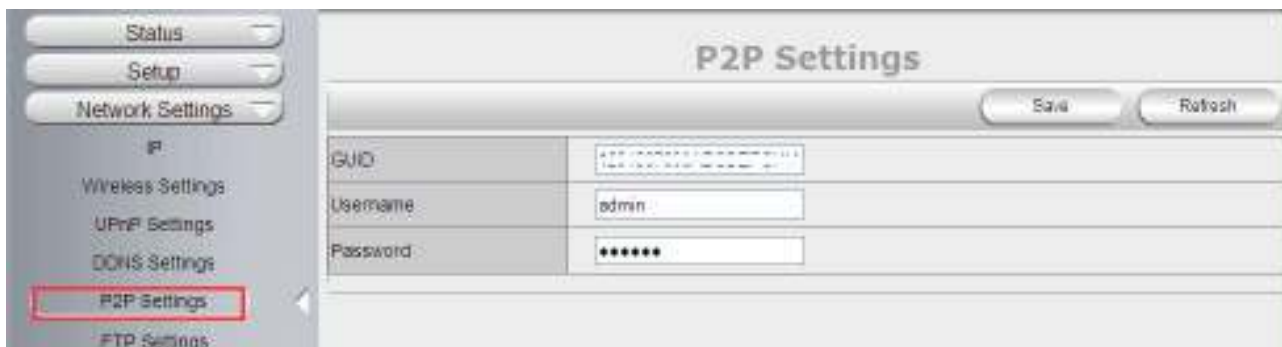 Status
Setup
Network Settings
IP
Wireless Settings
UPnP Settings
DDNS Settings
P2P Settings
FTP Settings
P2P Settings
Save
Refresh
GUID
Username
admin
Password
●●●●●●